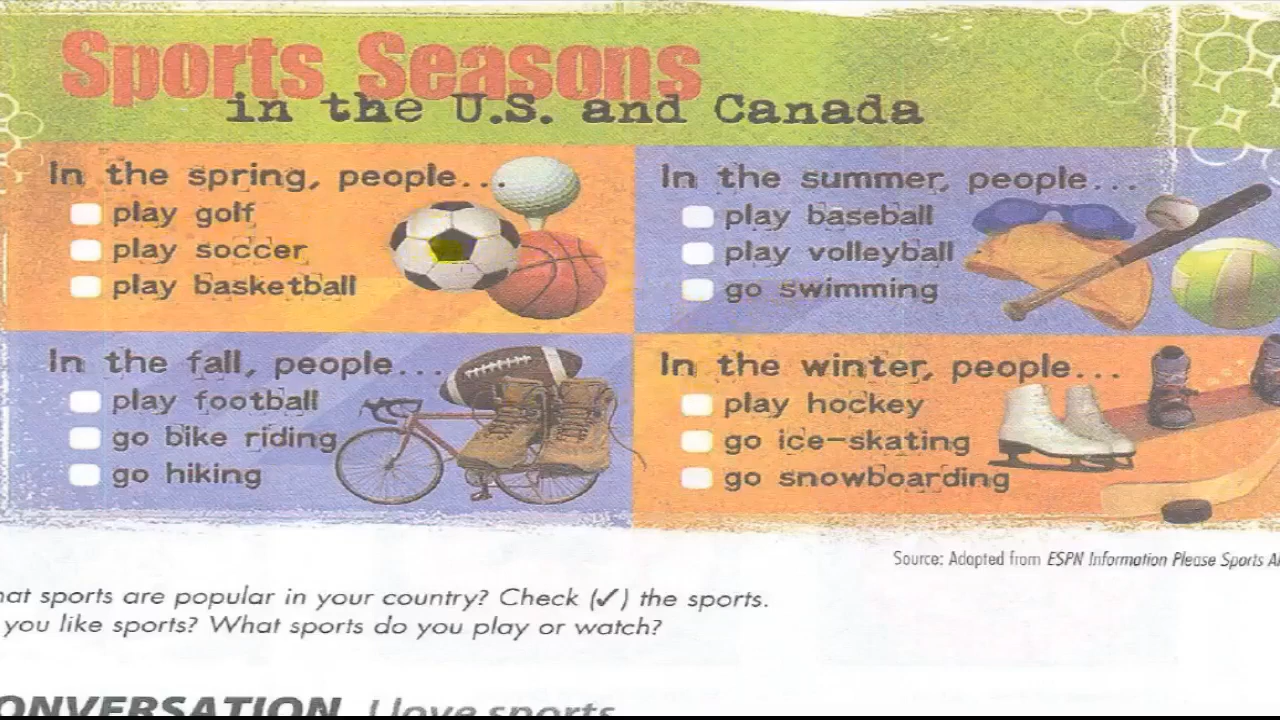 Sports Seasons
in the U.S. and Canada
In the spring, people...
play golf
play soccer
play basketball
In the summer, people...
play baseball
play volleyball
go swimming
In the fall, people...
play football
go bike riding
go hiking
In the winter, people...
play hockey
go ice-skating
go snowboarding
Source: Adapted from ESPN Information Please Sports
sports are popular in your country? Check (✓) the sports.
you like sports? What sports do you play or watch?
I love sports